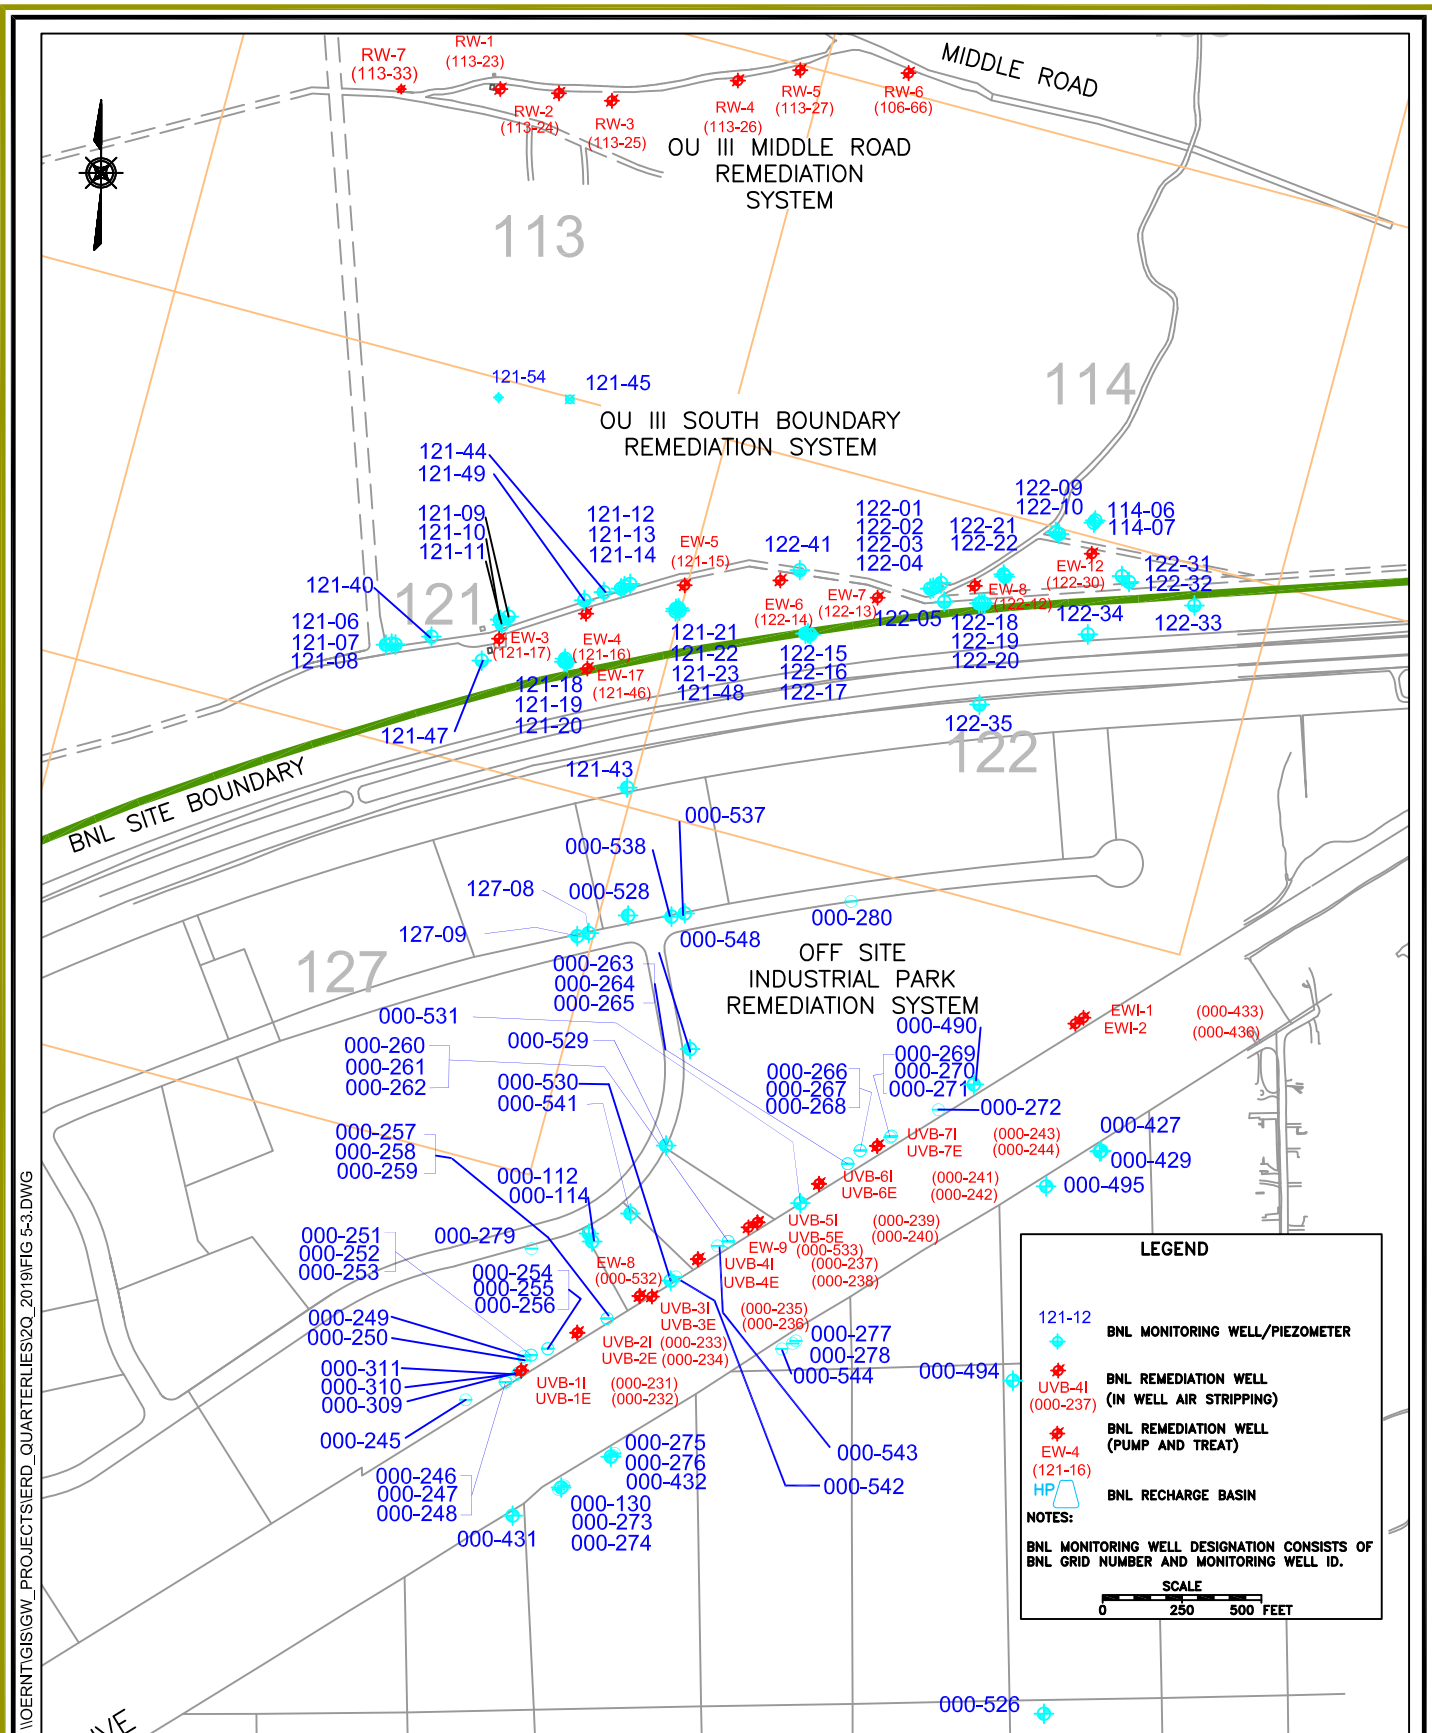 RW-1
(113-23)
RW-7
(113-33)
MIDDLE ROAD
RW-2
(113-24)
RW-3
(113-25)
RW-4
(113-26)
RW-5
(113-27)
RW-6
(106-66)
OU III MIDDLE ROAD
REMEDIATION
SYSTEM
113
114
121-54
121-45
OU III SOUTH BOUNDARY
REMEDIATION SYSTEM
121-44
121-49
121-09
121-10
121-11
121-12
121-13
121-14
EW-5
(121-15)
122-41
122-01
122-02
122-03
122-04
122-21
122-22
122-09
122-10
114-06
114-07
122-31
122-32
EW-12
(122-30)
121-40
121
121-06
121-07
121-08
EW-3
(121-17)
EW-4
(121-16)
EW-17
(121-46)
EW-6
(122-14)
EW-7
(122-13)
122-05
EW-8
(122-12)
122-34
122-33
121-18
121-19
121-20
121-21
121-22
121-23
121-48
122-15
122-16
122-17
122-18
122-19
122-20
121-47
122-35
122
121-43
BNL SITE BOUNDARY
000-537
000-538
127-08
000-528
127-09
000-280
000-548
127
OFF SITE
INDUSTRIAL PARK
REMEDIATION SYSTEM
000-263
000-264
000-265
000-531
000-529
000-260
000-261
000-262
000-530
000-541
000-490
000-269
000-270
000-271
000-266
000-267
000-268
000-272
EWI-1 (000-433)
EWI-2 (000-436)
000-427
000-429
000-495
UVB-7I (000-243)
UVB-7E (000-244)
UVB-6I (000-241)
UVB-6E (000-242)
UVB-5I (000-239)
UVB-5E (000-240)
EW-9 (000-533)
UVB-4I (000-237)
UVB-4E (000-238)
000-257
000-258
000-259
000-112
000-114
000-251
000-252
000-253
000-279
000-254
000-255
000-256
EW-8
(000-532)
UVB-3I (000-235)
UVB-3E (000-236)
UVB-2I (000-233)
UVB-2E (000-234)
000-249
000-250
000-311
000-310
000-309
UVB-1I (000-231)
UVB-1E (000-232)
000-277
000-278
000-544
000-494
000-245
000-246
000-247
000-248
000-275
000-276
000-432
000-543
000-542
000-130
000-273
000-274
000-431
000-526
LEGEND
121-12
BNL MONITORING WELL/PIEZOMETER
UVB-4I
(000-237)
BNL REMEDIATION WELL
(IN WELL AIR STRIPPING)
EW-4
(121-16)
BNL REMEDIATION WELL
(PUMP AND TREAT)
HP
BNL RECHARGE BASIN
NOTES:
BNL MONITORING WELL DESIGNATION CONSISTS OF
BNL GRID NUMBER AND MONITORING WELL ID.
SCALE
0 250 500 FEET
\\OERNT\GIS\GW_PROJECTS\ERD_QUARTERLIES\2Q_2019\FIG 5-3.DWG